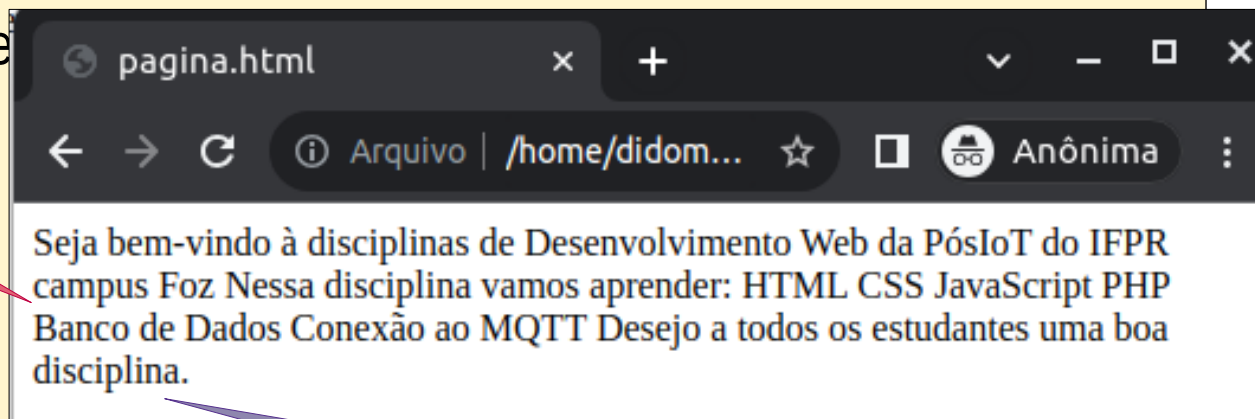 e
pagina.html
Arquivo | /home/didom... Anônima
Seja bem-vindo à disciplinas de Desenvolvimento Web da PósIoT do IFPR
campus Foz Nessa disciplina vamos aprender: HTML CSS JavaScript PHP
Banco de Dados Conexão ao MQTT Desejo a todos os estudantes uma boa
disciplina.